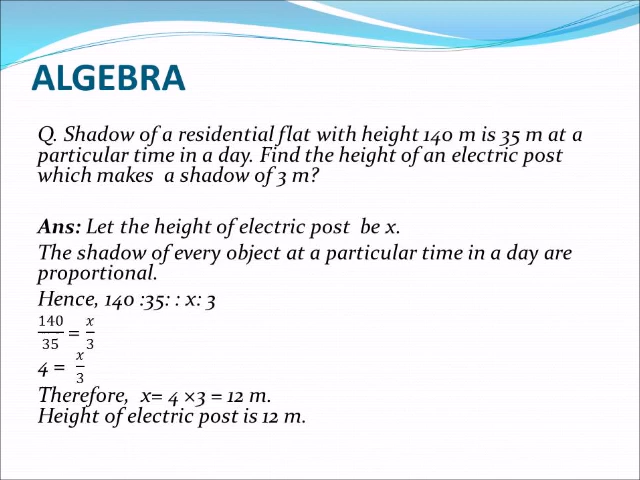 ALGEBRA
Q. Shadow of a residential flat with height 140 m is 35 m at a
particular time in a day. Find the height of an electric post
which makes a shadow of 3 m?
Ans: Let the height of electric post be x.
The shadow of every object at a particular time in a day are
proportional.
Hence, 140 :35: : x: 3
140/35 = x/3
4 = x/3
Therefore, x= 4 ×3 = 12 m.
Height of electric post is 12 m.